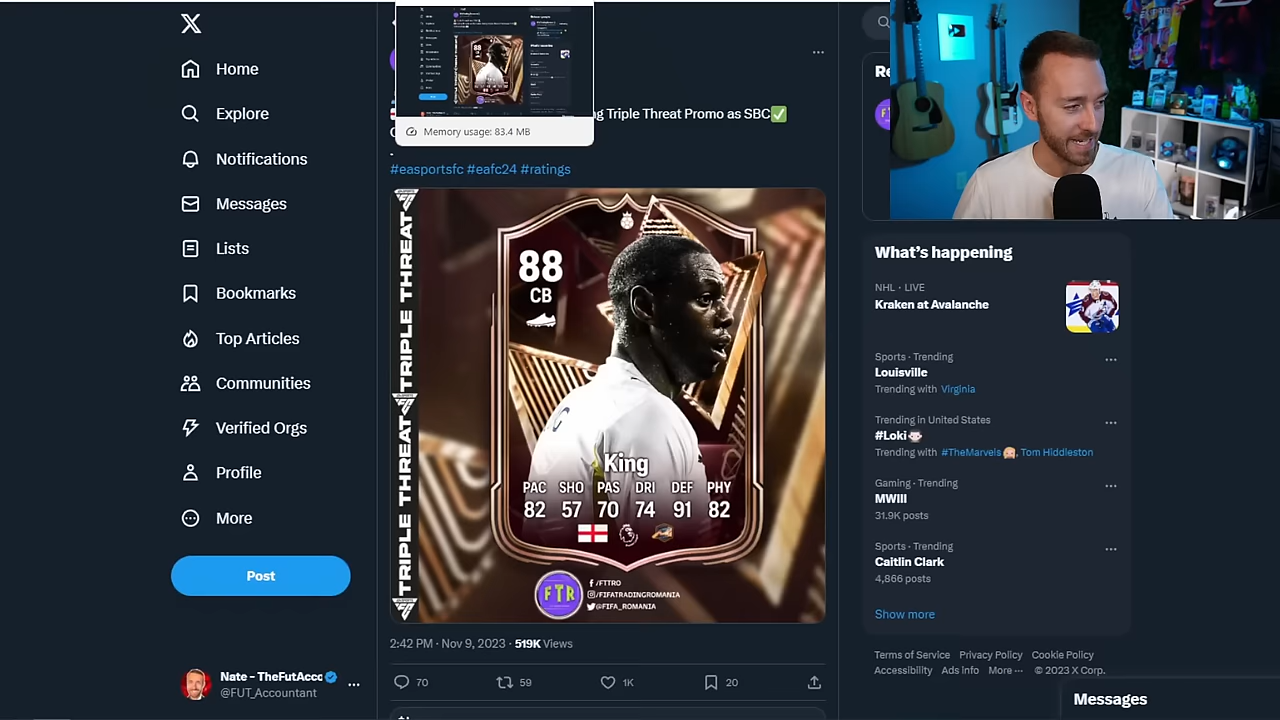 Home
Explore
Notifications
Messages
Lists
Bookmarks
Top Articles
Communities
Verified Orgs
Profile
More
Post
Nate - TheFutAcco
@FUT_Accountant
88
Memory usage: 83.4 MB
g Triple Threat Promo as SBC✅
#easportsfc #eafc24 #ratings
TRIPLE THREAT
TRIPLE THREAT
88
CB
King
PAC SHO PAS DRI DEF PHY
82 57 70 74 91 82
FTR
/FTTRO
/FIFATRADINGROMANIA
@FIFA_ROMANIA
2:42 PM · Nov 9, 2023 · 519K Views
70
59
1K
20
Re
What's happening
NHL · LIVE
Kraken at Avalanche
Sports · Trending
Louisville
Trending with Virginia
Trending in United States
#Loki
Trending with #TheMarvels, Tom Hiddleston
Gaming · Trending
MWIII
31.9K posts
Sports · Trending
Caitlin Clark
4,866 posts
Show more
Terms of Service Privacy Policy Cookie Policy
Accessibility Ads info More ··· © 2023 X Corp.
Messages